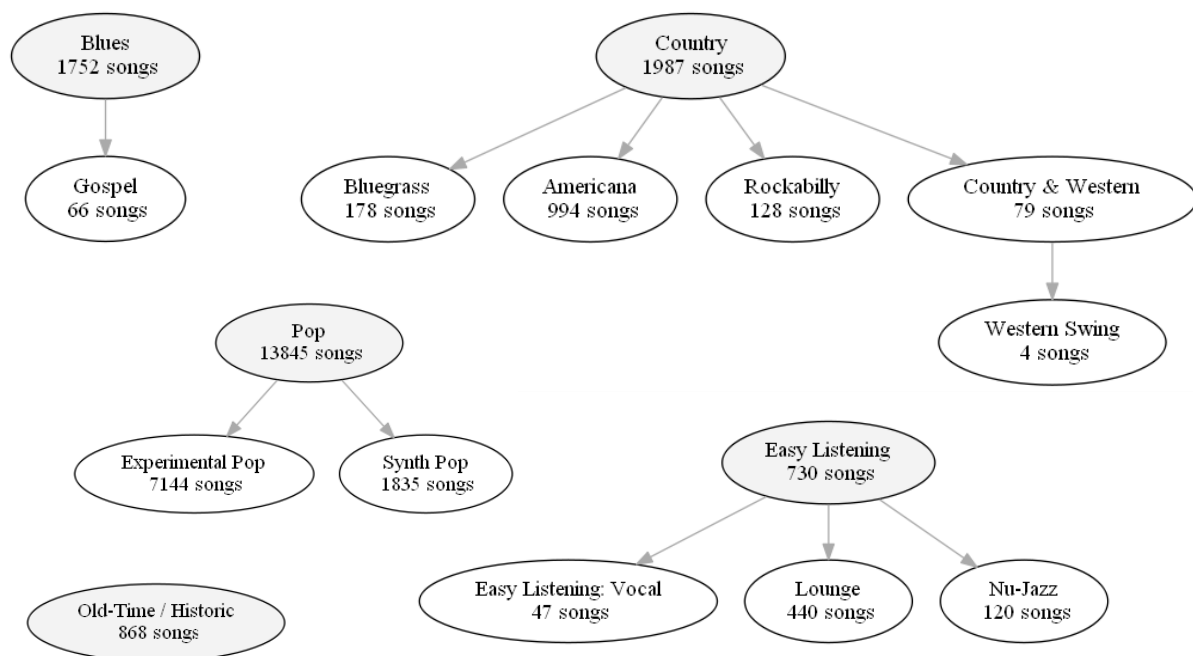 Blues
1752 songs
Country
1987 songs
Gospel
66 songs
Bluegrass
178 songs
Americana
994 songs
Rockabilly
128 songs
Country & Western
79 songs
Western Swing
4 songs
Pop
13845 songs
Experimental Pop
7144 songs
Synth Pop
1835 songs
Easy Listening
730 songs
Easy Listening: Vocal
47 songs
Lounge
440 songs
Nu-Jazz
120 songs
Old-Time / Historic
868 songs